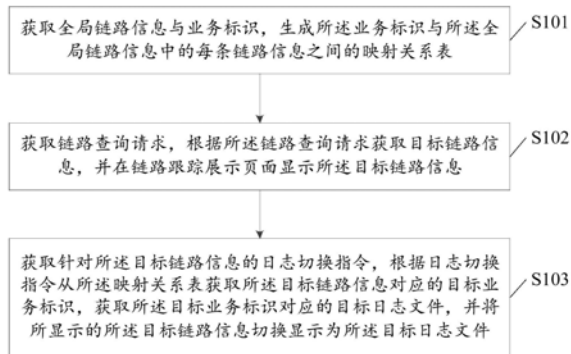 获取全局链路信息与业务标识，生成所述业务标识与所述全
局链路信息中的每条链路信息之间的映射关系表
S101
获取链路查询请求，根据所述链路查询请求获取目标链路信
息，并在链路跟踪展示页面显示所述目标链路信息
S102
获取针对所述目标链路信息的日志切换指令，根据日志切换
指令从所述映射关系表获取所述目标链路信息对应的目标业
务标识，获取所述目标业务标识对应的目标日志文件，并将
所显示的所述目标链路信息切换显示为所述目标日志文件
S103